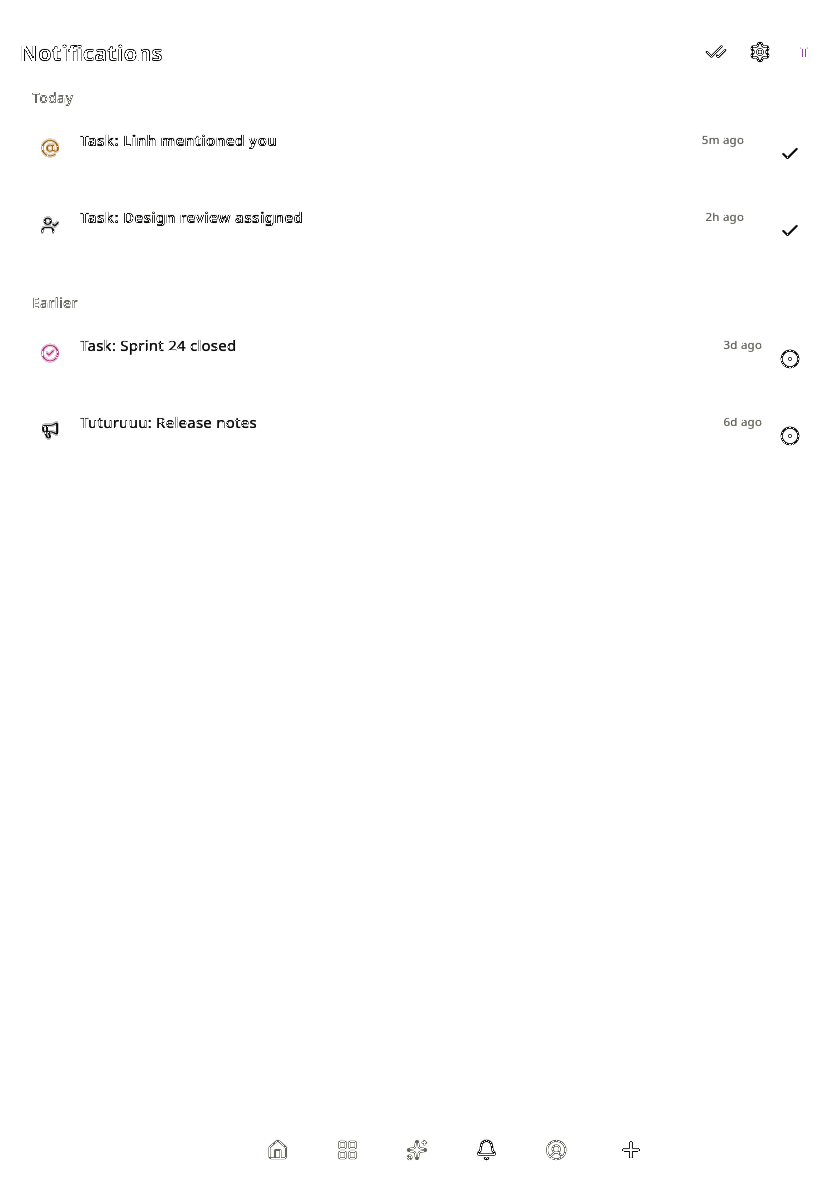 Notifications
Today
Task: Linh mentioned you
5m ago
Task: Design review assigned
2h ago
Earlier
Task: Sprint 24 closed
3d ago
Tuturuuu: Release notes
6d ago